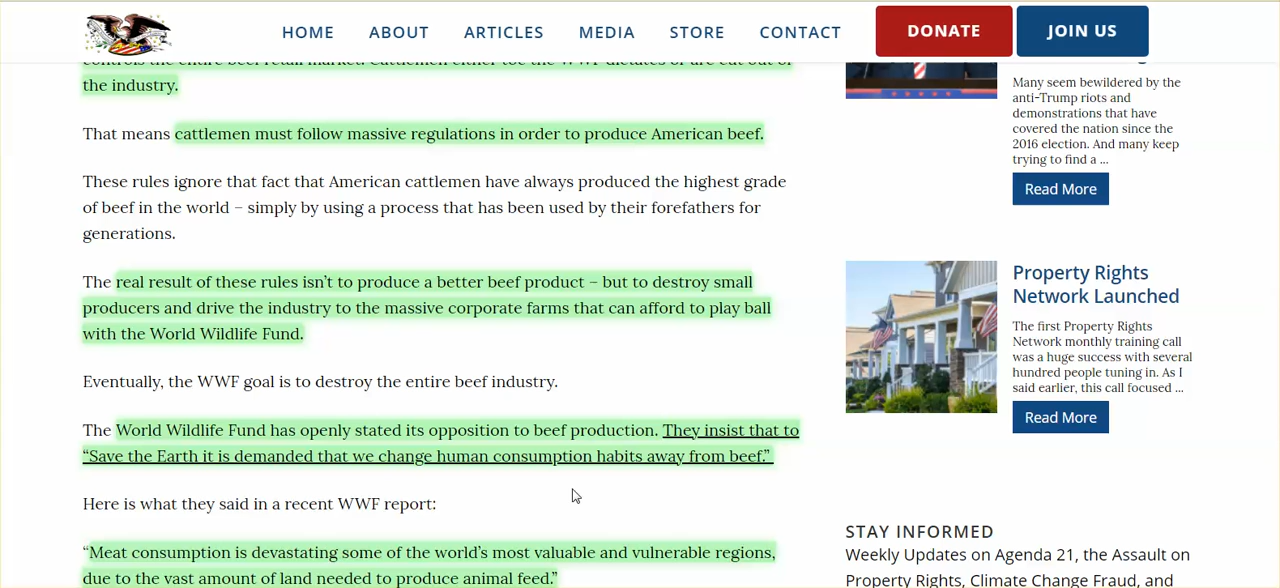 HOME ABOUT ARTICLES MEDIA STORE CONTACT DONATE JOIN US
controls the entire beef retail market. Cattlemen either toe the WWF dictates or are cut out of
the industry.
That means cattlemen must follow massive regulations in order to produce American beef.
These rules ignore that fact that American cattlemen have always produced the highest grade
of beef in the world – simply by using a process that has been used by their forefathers for
generations.
The real result of these rules isn’t to produce a better beef product – but to destroy small
producers and drive the industry to the massive corporate farms that can afford to play ball
with the World Wildlife Fund.
Eventually, the WWF goal is to destroy the entire beef industry.
The World Wildlife Fund has openly stated its opposition to beef production. They insist that to
“Save the Earth it is demanded that we change human consumption habits away from beef.”
Here is what they said in a recent WWF report:
“Meat consumption is devastating some of the world’s most valuable and vulnerable regions,
due to the vast amount of land needed to produce animal feed.”
Many seem bewildered by the
anti-Trump riots and
demonstrations that have
covered the nation since the
2016 election. And many keep
trying to find a ...
Read More
Property Rights
Network Launched
The first Property Rights
Network monthly training call
was a huge success with several
hundred people tuning in. As I
said earlier, this call focused ...
Read More
STAY INFORMED
Weekly Updates on Agenda 21, the Assault on
Property Rights, Climate Change Fraud, and